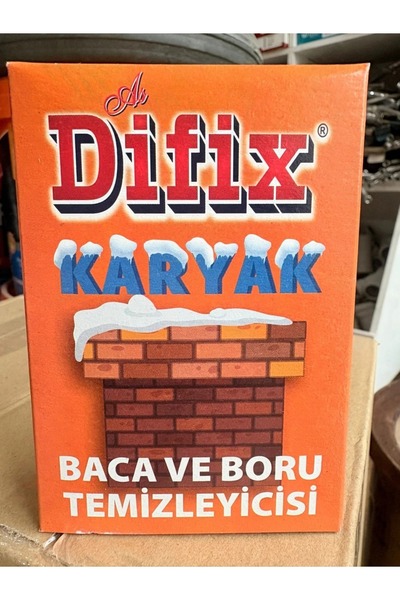 Difix®
KARYAK
BACA VE BORU
TEMİZLEYİCİSİ